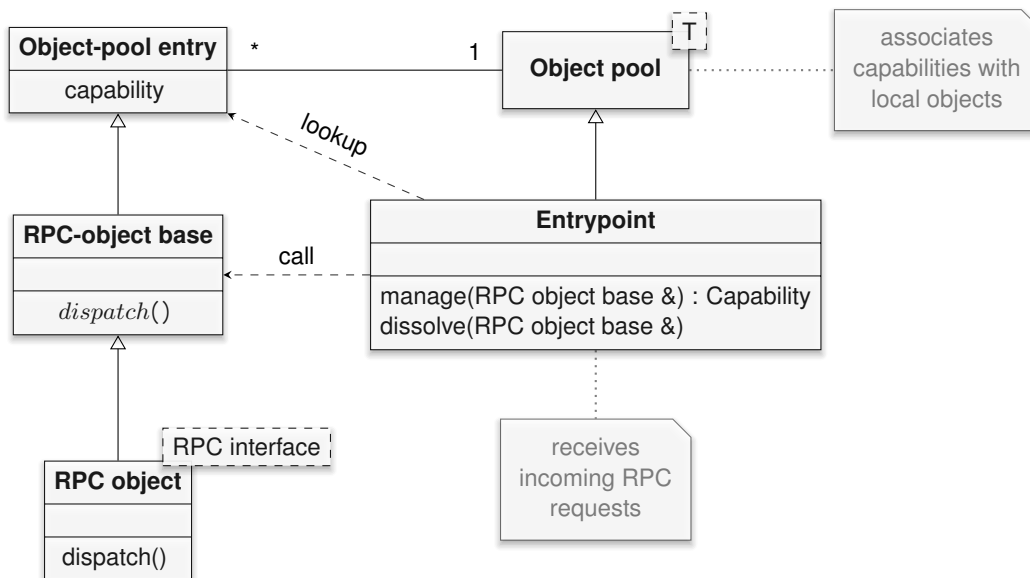 Object-pool entry
capability
*
1
T
Object pool
associates
capabilities with
local objects
lookup
RPC-object base
dispatch()
call
Entrypoint
manage(RPC object base &) : Capability
dissolve(RPC object base &)
RPC interface
RPC object
dispatch()
receives
incoming RPC
requests